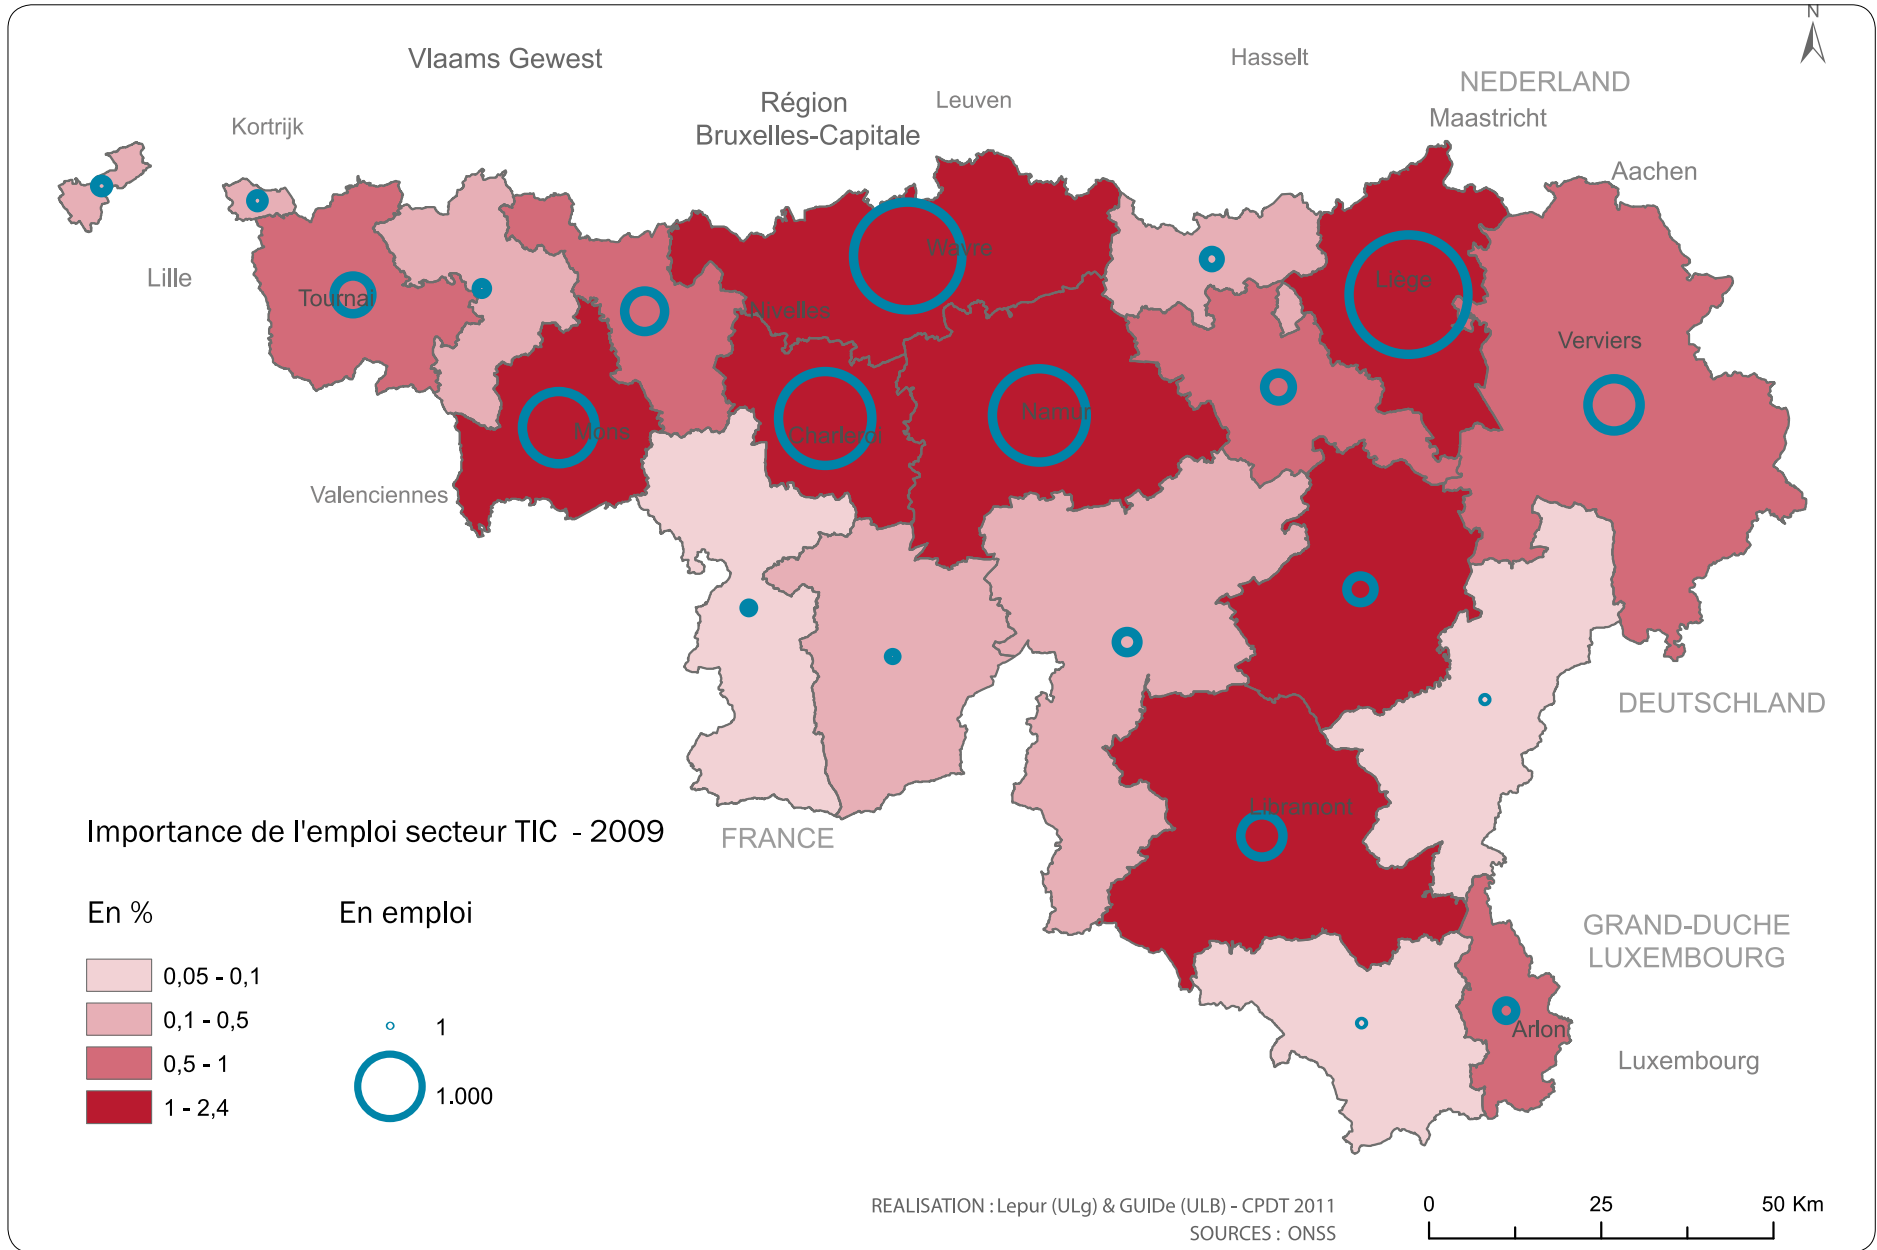 N
Vlaams Gewest
Hasselt
NEDERLAND
Région
Bruxelles-Capitale
Leuven
Maastricht
Kortrijk
Aachen
Wavre
Lille
Tournai
Liège
Nivelles
Verviers
Namur
Mons
Charleroi
Valenciennes
DEUTSCHLAND
Libramont
FRANCE
GRAND-DUCHE
LUXEMBOURG
Arlon
Luxembourg
Importance de l'emploi secteur TIC - 2009
En %
En emploi
0,05 - 0,1
0,1 - 0,5
0,5 - 1
1 - 2,4
1
1.000
REALISATION : Lepur (ULg) & GUIDe (ULB) - CPDT 2011
SOURCES : ONSS
0 25 50 Km